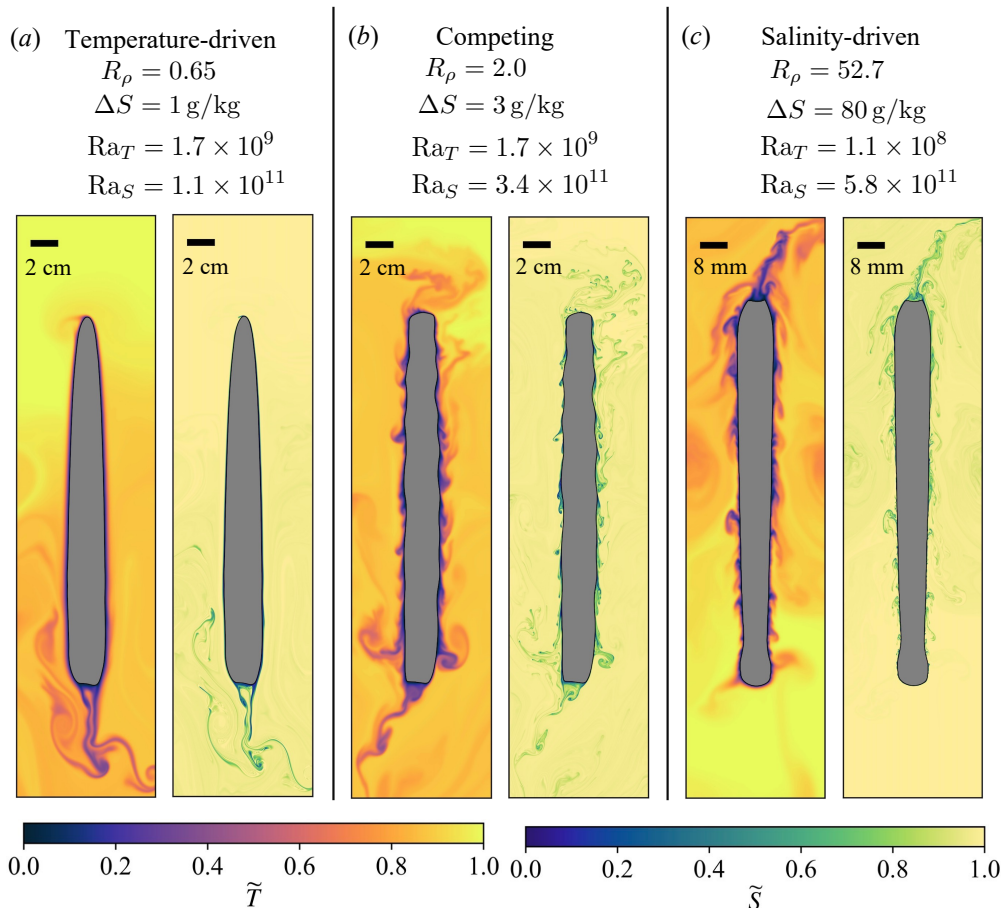 (a) Temperature-driven
R_ρ = 0.65
ΔS = 1 g/kg
Ra_T = 1.7 × 10^9
Ra_S = 1.1 × 10^11
(b) Competing
R_ρ = 2.0
ΔS = 3 g/kg
Ra_T = 1.7 × 10^9
Ra_S = 3.4 × 10^11
(c) Salinity-driven
R_ρ = 52.7
ΔS = 80 g/kg
Ra_T = 1.1 × 10^8
Ra_S = 5.8 × 10^11
2 cm
2 cm
2 cm
2 cm
8 mm
8 mm
0.0 0.2 0.4 0.6 0.8 1.0
T̃
0.0 0.2 0.4 0.6 0.8 1.0
S̃